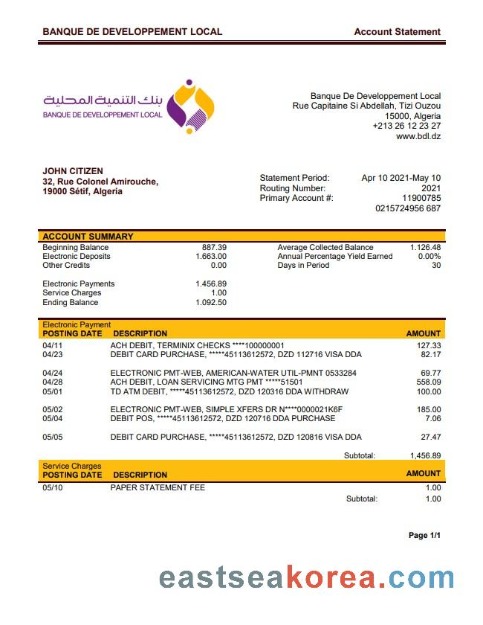 BANQUE DE DEVELOPPEMENT LOCAL Account Statement
بنك التنمية المحلية
BANQUE DE DEVELOPPEMENT LOCAL
Banque De Developpement Local
Rue Capitaine Si Abdellah, Tizi Ouzou
15000, Algeria
+213 26 12 23 27
www.bdl.dz
JOHN CITIZEN
32, Rue Colonel Amirouche,
19000 Sétif, Algeria
Statement Period: Apr 10 2021-May 10
Routing Number: 2021
Primary Account #: 11900785
0215724956 687
ACCOUNT SUMMARY
Beginning Balance 887.39 Average Collected Balance 1.126.48
Electronic Deposits 1.663.00 Annual Percentage Yield Earned 0.00%
Other Credits 0.00 Days in Period 30
Electronic Payments 1.456.89
Service Charges 1.00
Ending Balance 1.092.50
Electronic Payment
POSTING DATE DESCRIPTION AMOUNT
04/11 ACH DEBIT, TERMINIX CHECKS ****100000001 127.33
04/23 DEBIT CARD PURCHASE, *****45113612572, DZD 112716 VISA DDA 82.17
04/24 ELECTRONIC PMT-WEB, AMERICAN-WATER UTIL-PMNT 0533284 69.77
04/28 ACH DEBIT, LOAN SERVICING MTG PMT *****51501 558.09
05/01 TD ATM DEBIT, *****45113612572, DZD 120316 DDA WITHDRAW 100.00
05/02 ELECTRONIC PMT-WEB, SIMPLE XFERS DR N****0000021K6F 185.00
05/04 DEBIT POS, *****45113612572, DZD 120716 DDA PURCHASE 7.06
05/05 DEBIT CARD PURCHASE, *****45113612572, DZD 120816 VISA DDA 27.47
Subtotal: 1,456.89
Service Charges
POSTING DATE DESCRIPTION AMOUNT
05/10 PAPER STATEMENT FEE 1.00
Subtotal: 1.00
Page 1/1
eastseakorea.com